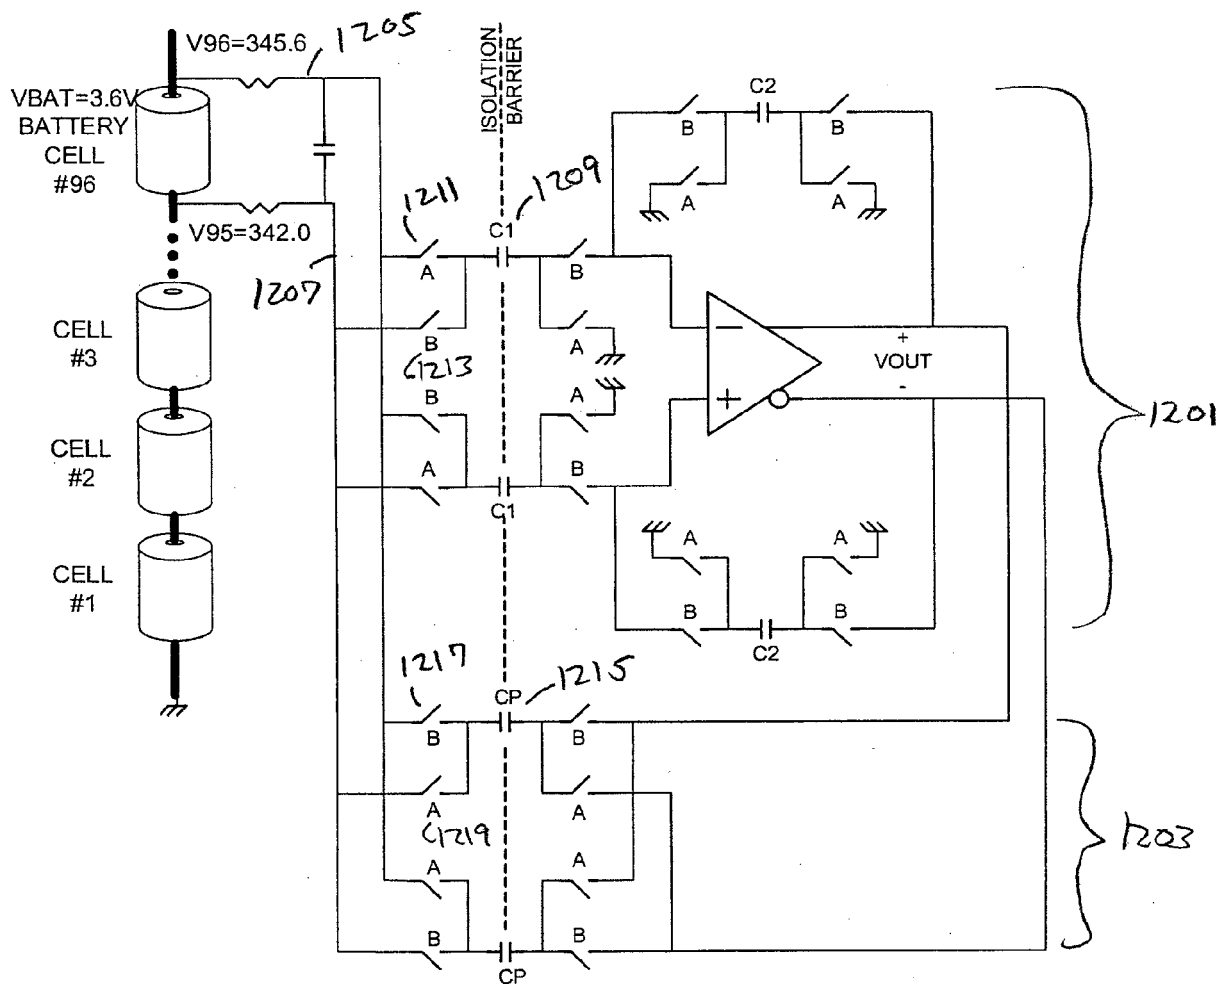 V96=345.6
1205
VBAT=3.6V
BATTERY
CELL
#96
V95=342.0
1207
CELL
#3
CELL
#2
CELL
#1
ISOLATION
BARRIER
1211
1209
C1
A
B
1213
B
A
C1
B
A
A
B
C2
B
B
A
A
+
VOUT
-
1201
A
A
B
B
C2
1217
1215
CP
B
B
A
A
1219
A
A
B
B
CP
1203